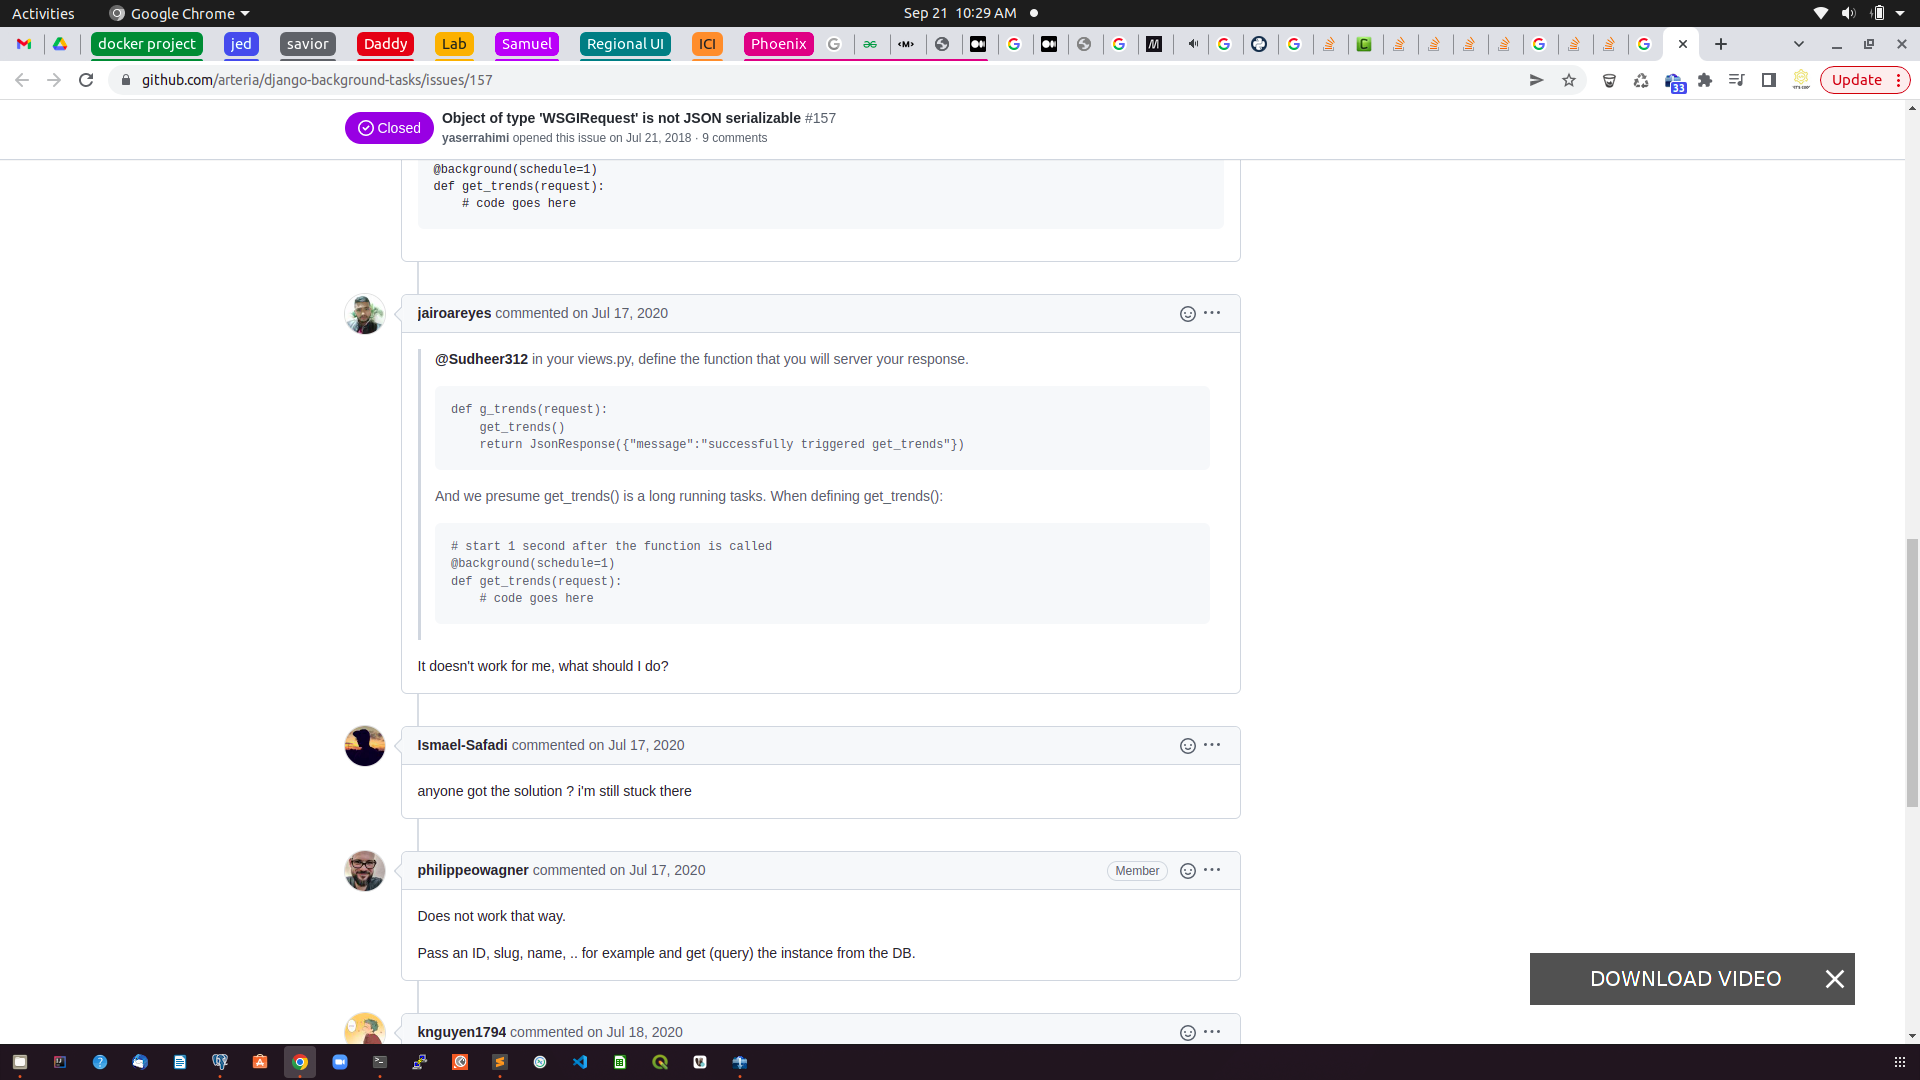 Activities
Google Chrome
Sep 21 10:29 AM
docker project
jed
savior
Daddy
Lab
Samuel
Regional UI
ICI
Phoenix
github.com/arteria/django-background-tasks/issues/157
33
Update
Closed
Object of type 'WSGIRequest' is not JSON serializable #157
yaserrahimi opened this issue on Jul 21, 2018 · 9 comments
@background(schedule=1)
def get_trends(request):
    # code goes here
jairoareyes commented on Jul 17, 2020
@Sudheer312 in your views.py, define the function that you will server your response.
def g_trends(request):
    get_trends()
    return JsonResponse({"message":"successfully triggered get_trends"})
And we presume get_trends() is a long running tasks. When defining get_trends():
# start 1 second after the function is called
@background(schedule=1)
def get_trends(request):
    # code goes here
It doesn't work for me, what should I do?
Ismael-Safadi commented on Jul 17, 2020
anyone got the solution ? i'm still stuck there
philippeowagner commented on Jul 17, 2020
Member
Does not work that way.
Pass an ID, slug, name, .. for example and get (query) the instance from the DB.
DOWNLOAD VIDEO
knguyen1794 commented on Jul 18, 2020